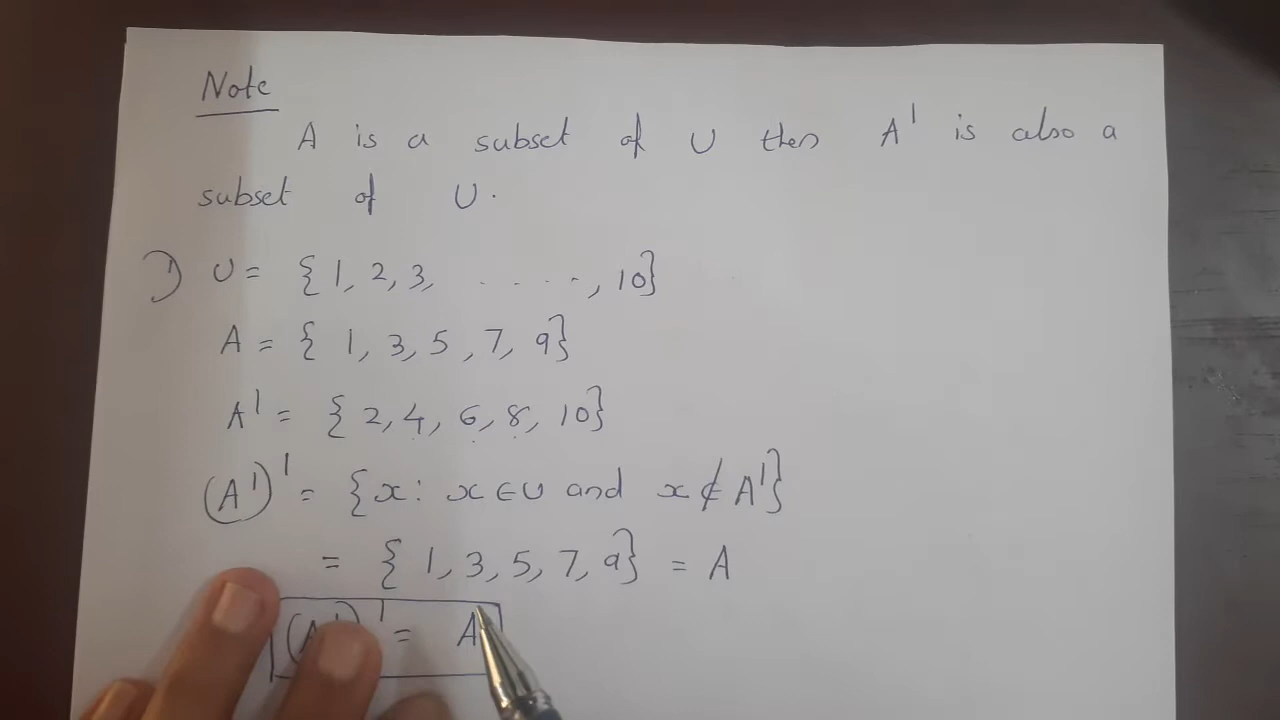 Note
A is a subset of U then A' is also a
subset of U.
1) U = {1, 2, 3, ....., 10}
A = {1, 3, 5, 7, 9}
A' = {2, 4, 6, 8, 10}
(A')' = {x: x ∈ U and x ∉ A'}
= {1, 3, 5, 7, 9} = A
(A')' = A